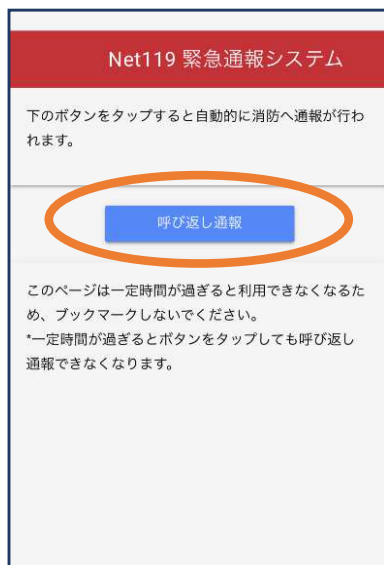 Net119 緊急通報システム
下のボタンをタップすると自動的に消防へ通報が行わ
れます。
呼び返し通報
このページは一定時間が過ぎると利用できなくなるた
め、ブックマークしないでください。
*一定時間が過ぎるとボタンをタップしても呼び返し
通報できなくなります。